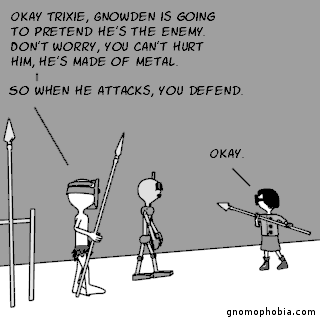 OKAY TRIXIE, GNOWDEN IS GOING
TO PRETEND HE'S THE ENEMY.
DON'T WORRY, YOU CAN'T HURT
HIM, HE'S MADE OF METAL.
SO WHEN HE ATTACKS, YOU DEFEND.
OKAY.
gnomophobia.com